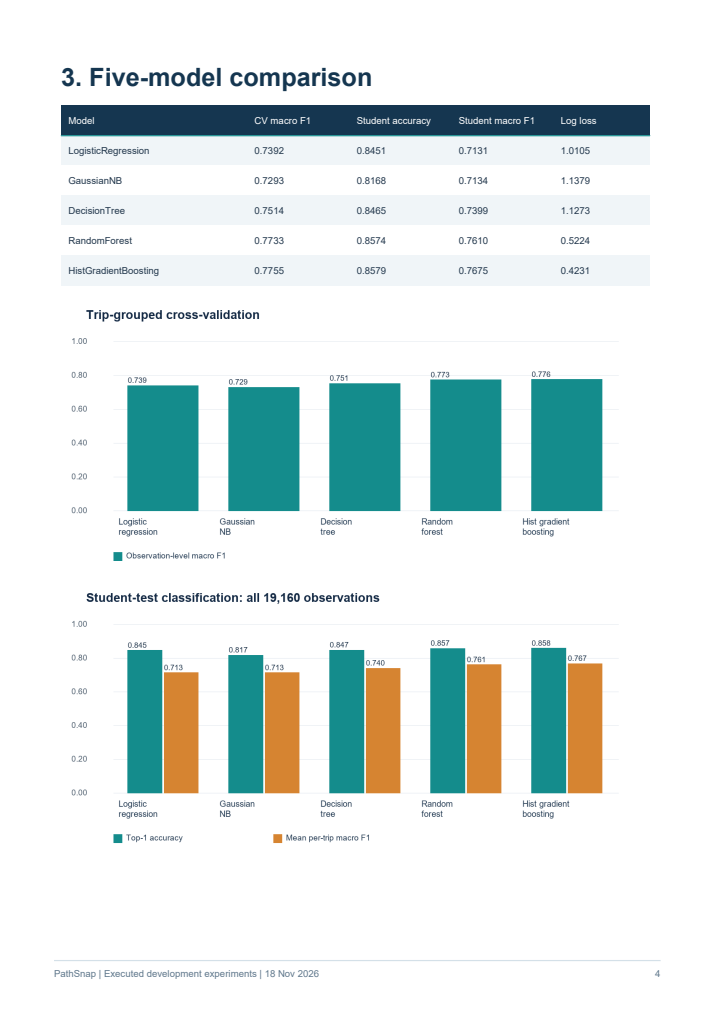 3. Five-model comparison
Model CV macro F1 Student accuracy Student macro F1 Log loss
LogisticRegression 0.7392 0.8451 0.7131 1.0105
GaussianNB 0.7293 0.8168 0.7134 1.1379
DecisionTree 0.7514 0.8465 0.7399 1.1273
RandomForest 0.7733 0.8574 0.7610 0.5224
HistGradientBoosting 0.7755 0.8579 0.7675 0.4231
Trip-grouped cross-validation
1.00
0.80
0.60
0.40
0.20
0.00
0.739 0.729 0.751 0.773 0.776
Logistic Gaussian Decision Random Hist gradient
regression NB tree forest boosting
Observation-level macro F1
Student-test classification: all 19,160 observations
1.00
0.80
0.60
0.40
0.20
0.00
0.845 0.713 0.817 0.713 0.847 0.740 0.857 0.761 0.858 0.767
Logistic Gaussian Decision Random Hist gradient
regression NB tree forest boosting
Top-1 accuracy Mean per-trip macro F1
PathSnap | Executed development experiments | 18 Nov 2026 4